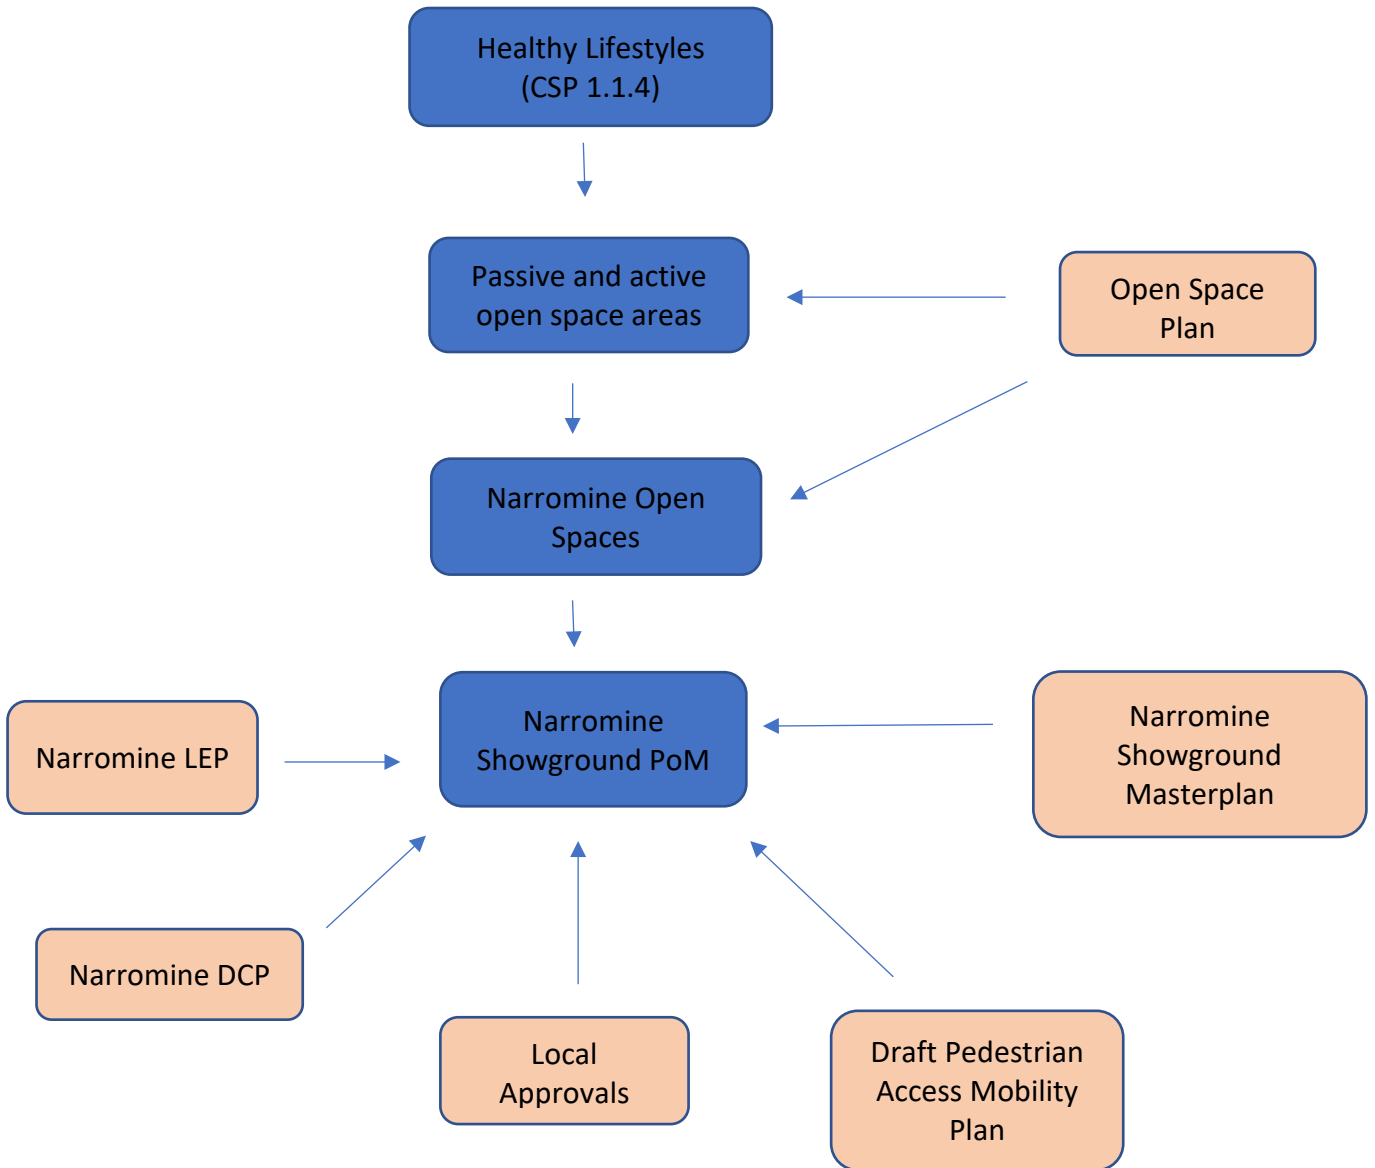 Healthy Lifestyles
(CSP 1.1.4)
Passive and active
open space areas
Open Space
Plan
Narromine Open
Spaces
Narromine LEP
Narromine
Showground PoM
Narromine
Showground
Masterplan
Narromine DCP
Local
Approvals
Draft Pedestrian
Access Mobility
Plan